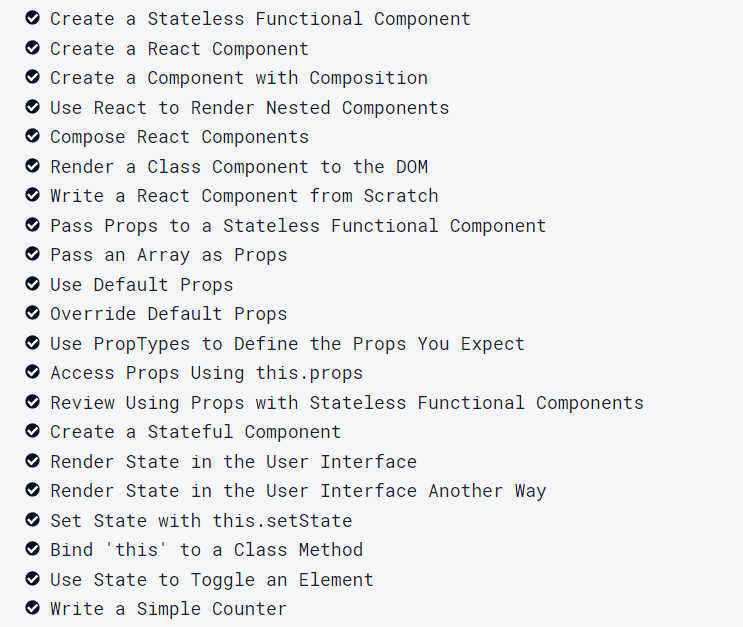 Create a Stateless Functional Component
Create a React Component
Create a Component with Composition
Use React to Render Nested Components
Compose React Components
Render a Class Component to the DOM
Write a React Component from Scratch
Pass Props to a Stateless Functional Component
Pass an Array as Props
Use Default Props
Override Default Props
Use PropTypes to Define the Props You Expect
Access Props Using this.props
Review Using Props with Stateless Functional Components
Create a Stateful Component
Render State in the User Interface
Render State in the User Interface Another Way
Set State with this.setState
Bind 'this' to a Class Method
Use State to Toggle an Element
Write a Simple Counter